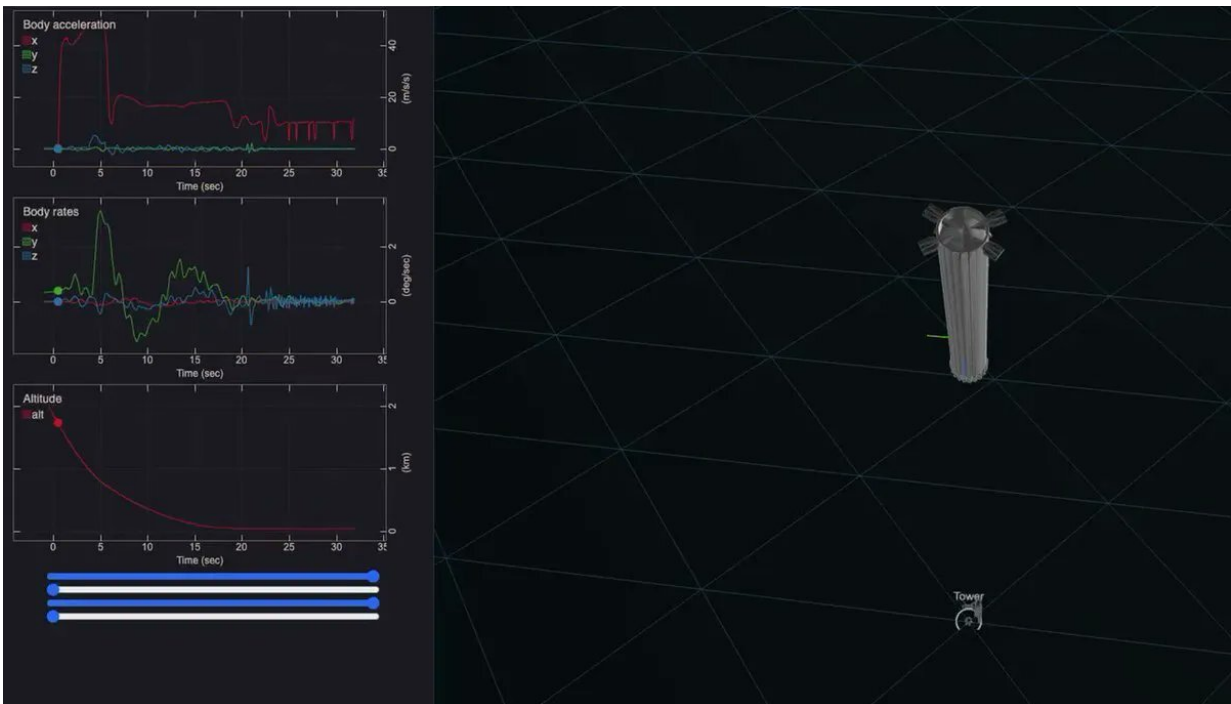 Body acceleration
x
y
z
40
20
0
(m/s/s)
0 5 10 15 20 25 30 35
Time (sec)
Body rates
x
y
z
2
0
(deg/sec)
0 5 10 15 20 25 30 35
Time (sec)
Altitude
alt
2
1
0
(km)
0 5 10 15 20 25 30 35
Time (sec)
Tower